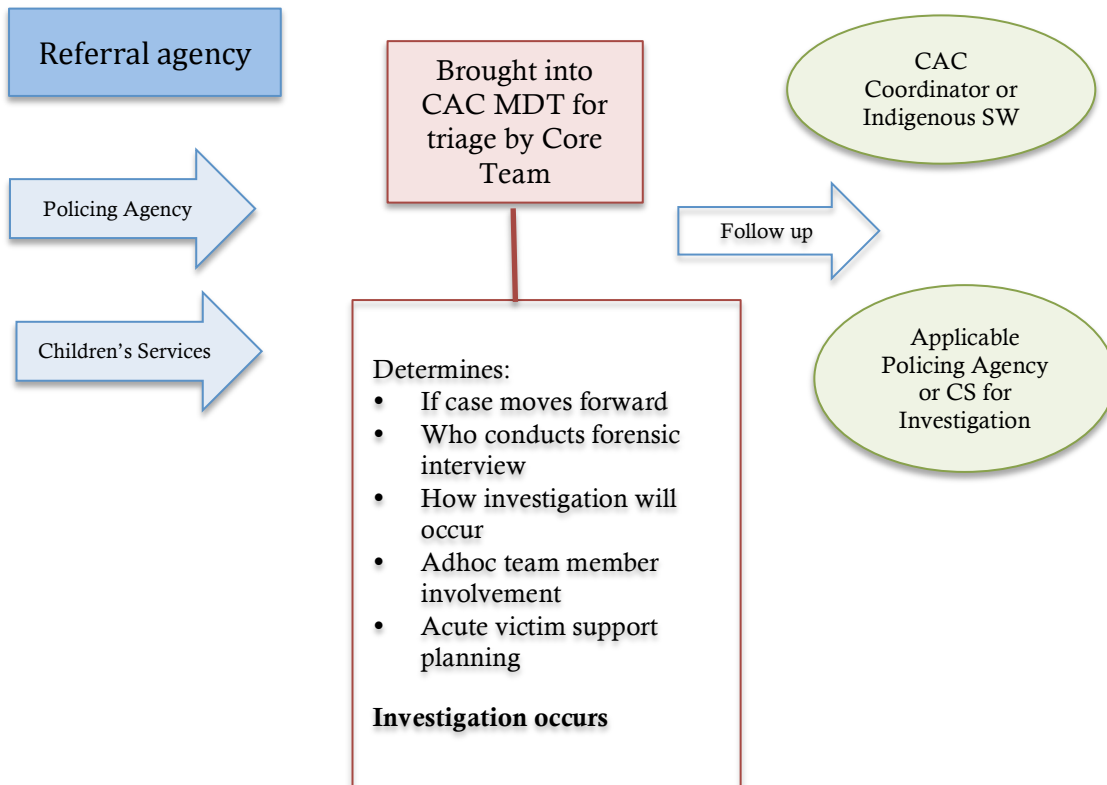 Referral agency
Policing Agency
Children’s Services
Brought into
CAC MDT for
triage by Core
Team
Determines:
• If case moves forward
• Who conducts forensic
interview
• How investigation will
occur
• Adhoc team member
involvement
• Acute victim support
planning
Investigation occurs
Follow up
CAC
Coordinator or
Indigenous SW
Applicable
Policing Agency
or CS for
Investigation